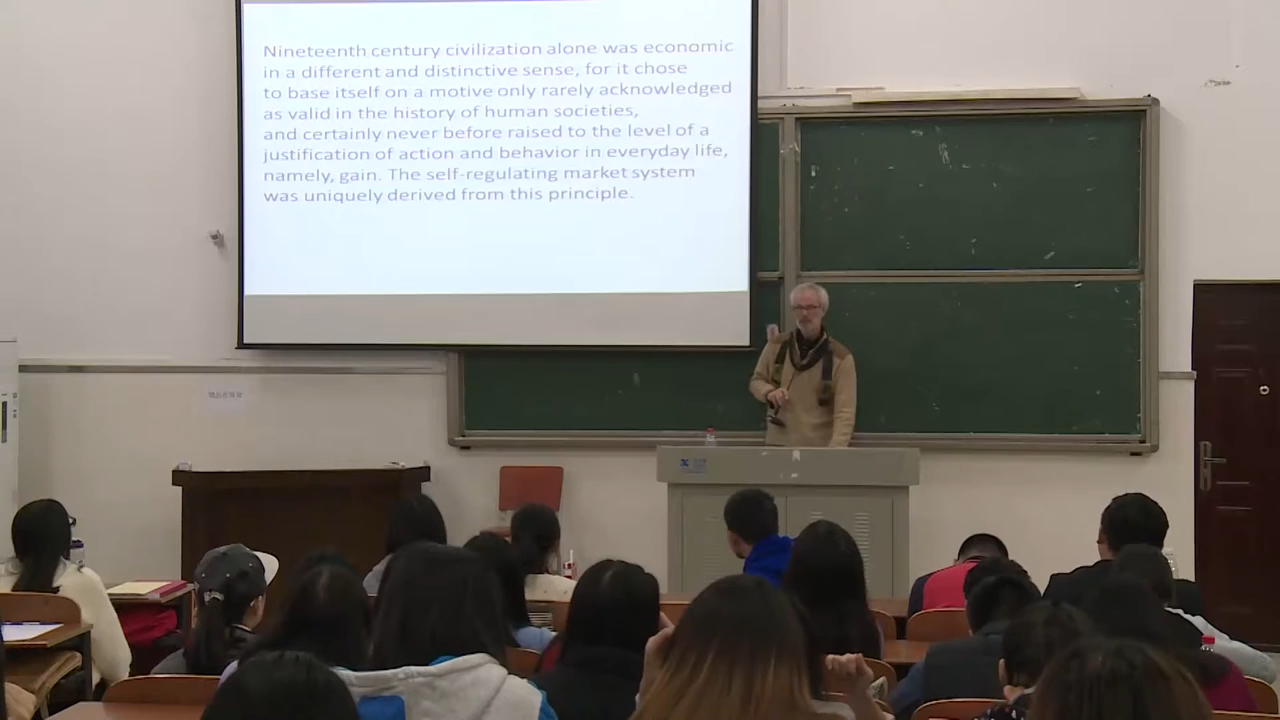 Nineteenth century civilization alone was economic
in a different and distinctive sense, for it chose
to base itself on a motive only rarely acknowledged
as valid in the history of human societies,
and certainly never before raised to the level of a
justification of action and behavior in everyday life,
namely, gain. The self-regulating market system
was uniquely derived from this principle.